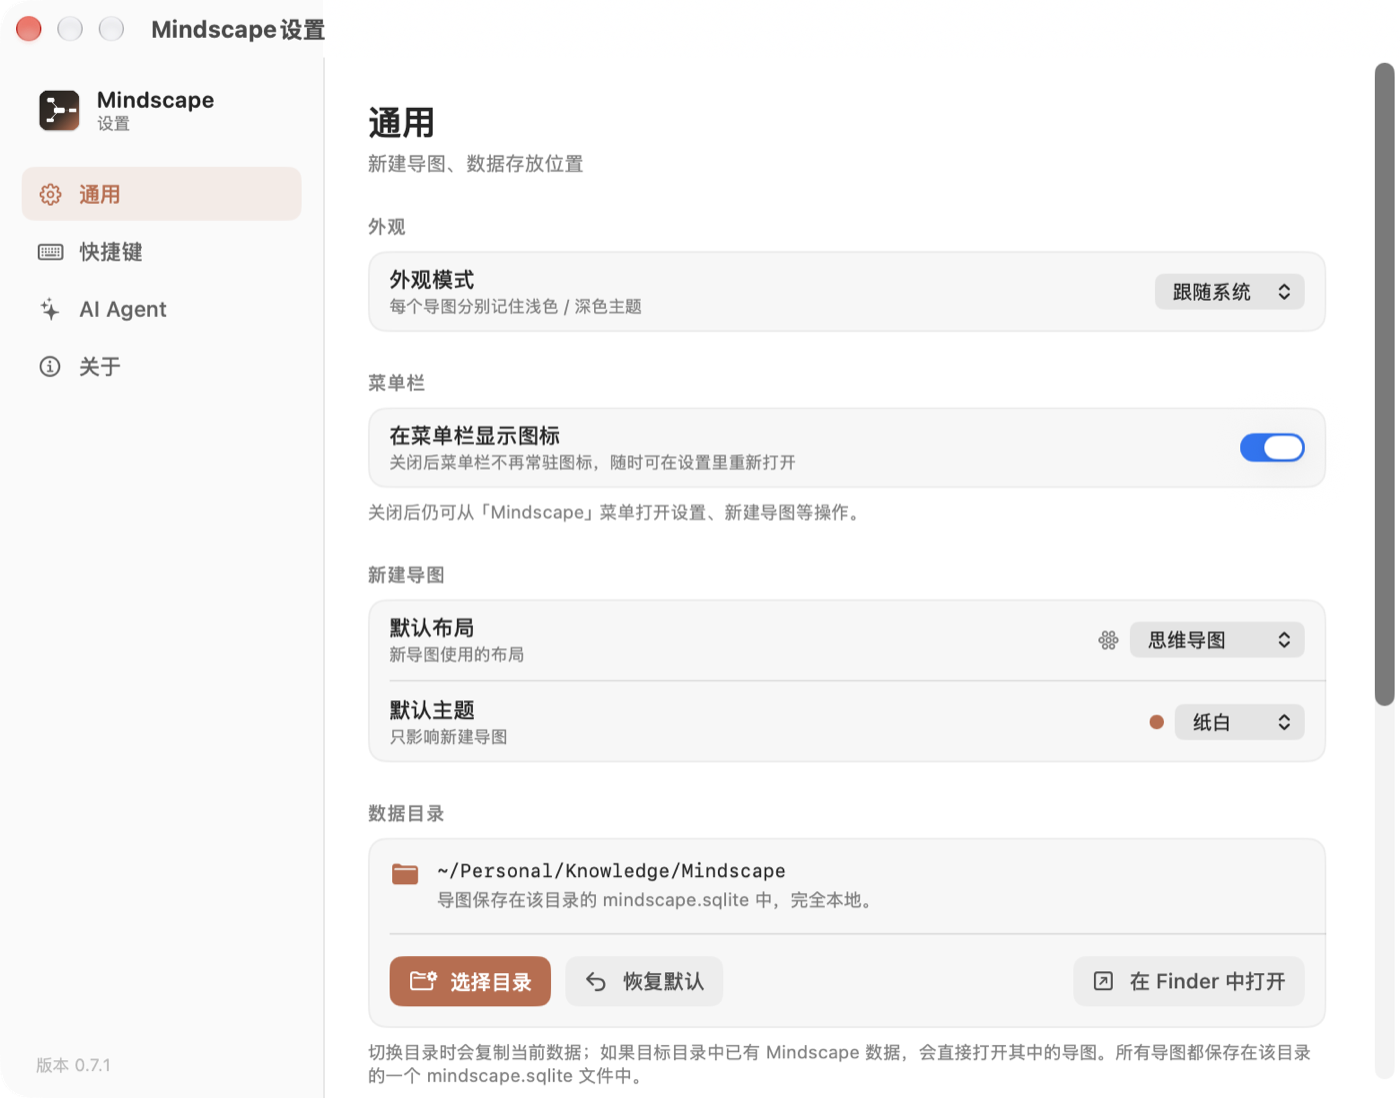 Mindscape设置
Mindscape
设置
通用
快捷键
AI Agent
关于
版本 0.7.1
通用
新建导图、数据存放位置
外观
外观模式
每个导图分别记住浅色 / 深色主题
跟随系统
菜单栏
在菜单栏显示图标
关闭后菜单栏不再常驻图标，随时可在设置里重新打开
关闭后仍可从「Mindscape」菜单打开设置、新建导图等操作。
新建导图
默认布局
新导图使用的布局
思维导图
默认主题
只影响新建导图
纸白
数据目录
~/Personal/Knowledge/Mindscape
导图保存在该目录的 mindscape.sqlite 中，完全本地。
选择目录
恢复默认
在 Finder 中打开
切换目录时会复制当前数据；如果目标目录中已有 Mindscape 数据，会直接打开其中的导图。所有导图都保存在该目录
的一个 mindscape.sqlite 文件中。